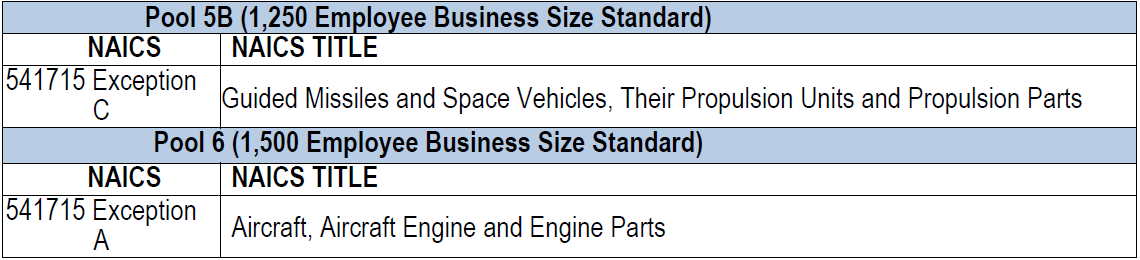 Pool 5B (1,250 Employee Business Size Standard)
NAICS NAICS TITLE
541715 Exception
C
Guided Missiles and Space Vehicles, Their Propulsion Units and Propulsion Parts
Pool 6 (1,500 Employee Business Size Standard)
NAICS NAICS TITLE
541715 Exception
A
Aircraft, Aircraft Engine and Engine Parts